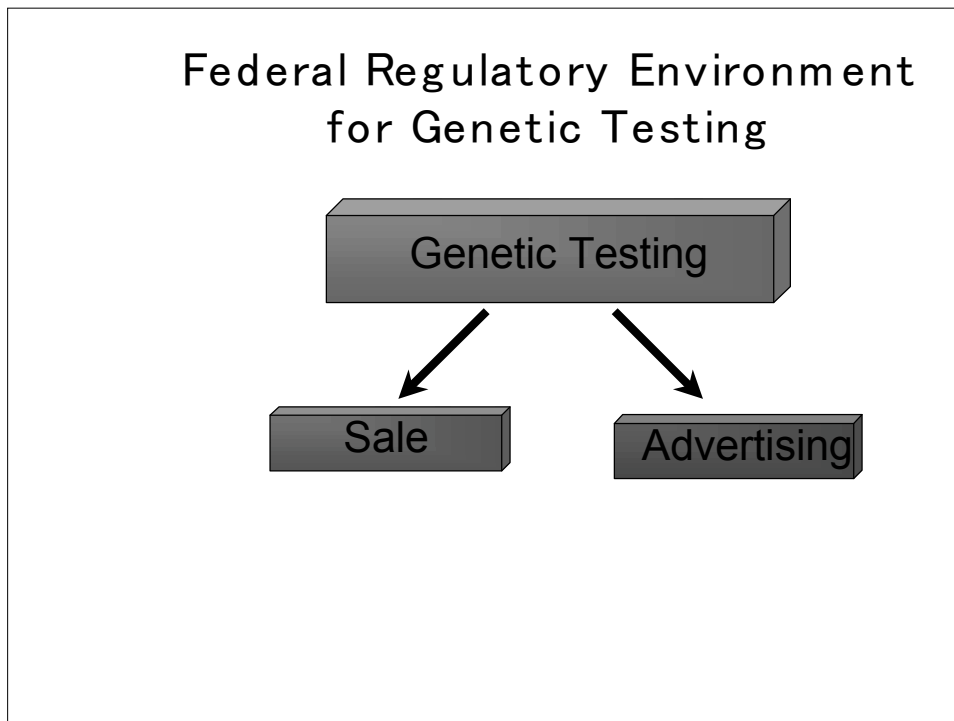 Federal Regulatory Environment
for Genetic Testing
Genetic Testing
Sale
Advertising